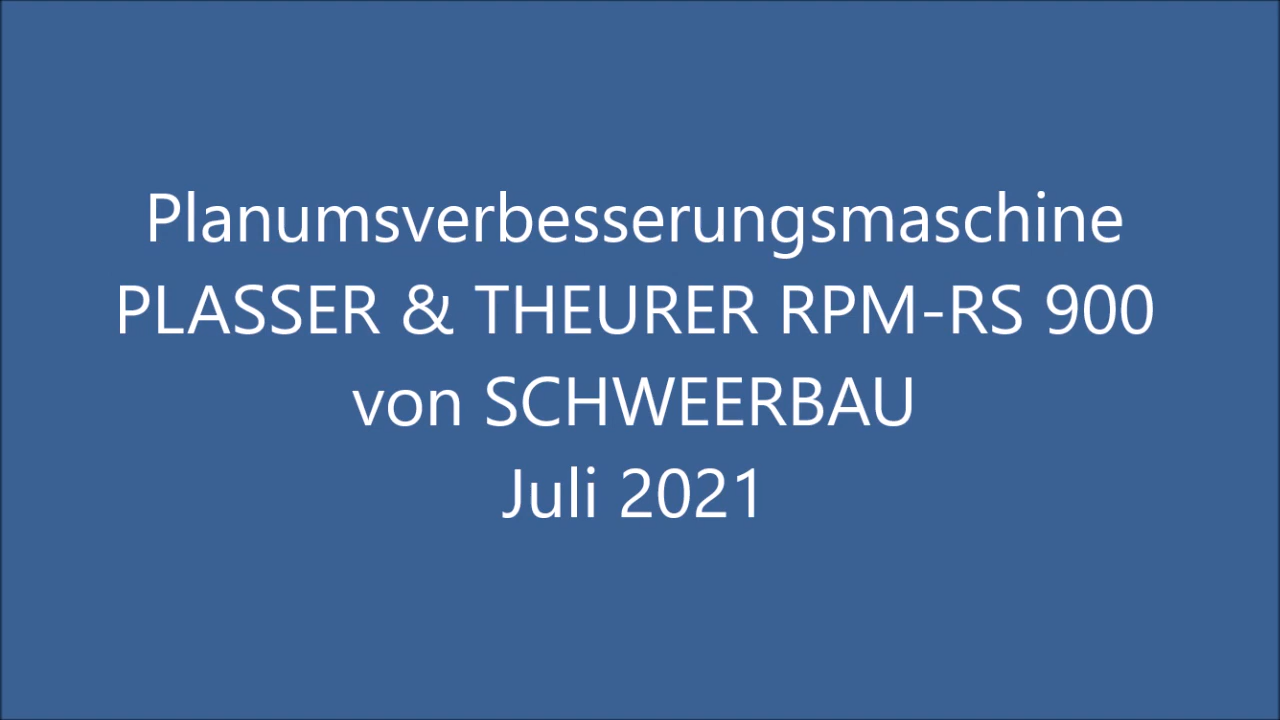 Planumsverbesserungsmaschine
PLASSER & THEURER RPM-RS 900
von SCHWEERBAU
Juli 2021